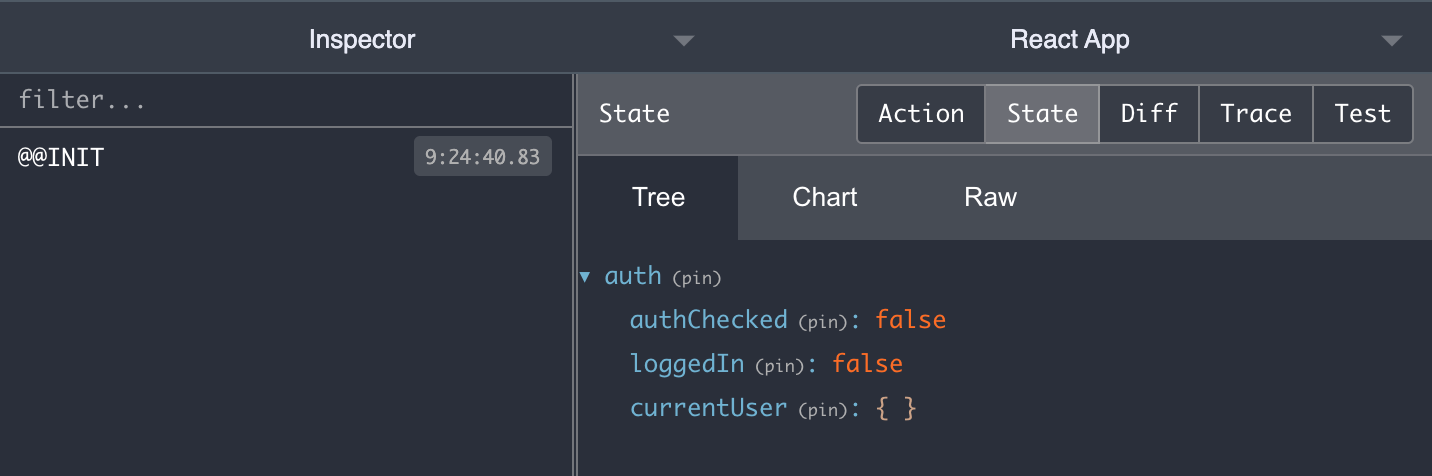 Inspector
React App
filter...
State
Action
State
Diff
Trace
Test
@@INIT
9:24:40.83
Tree
Chart
Raw
auth (pin)
authChecked (pin): false
loggedIn (pin): false
currentUser (pin): { }